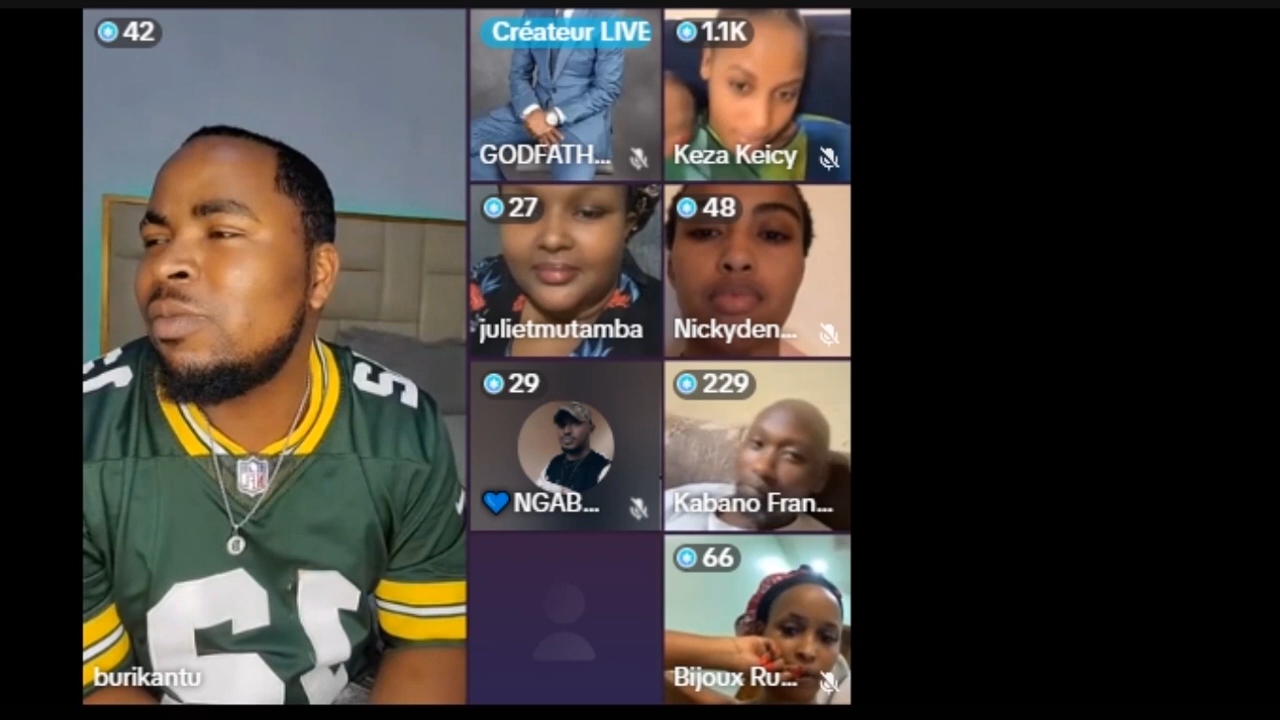 42
burikantu
Créateur LIVE
GODFATH...
1.1K
Keza Keicy
27
julietmutamba
48
Nickyden...
29
💙 NGAB...
229
Kabano Fran...
66
Bijoux Ru...
NFL